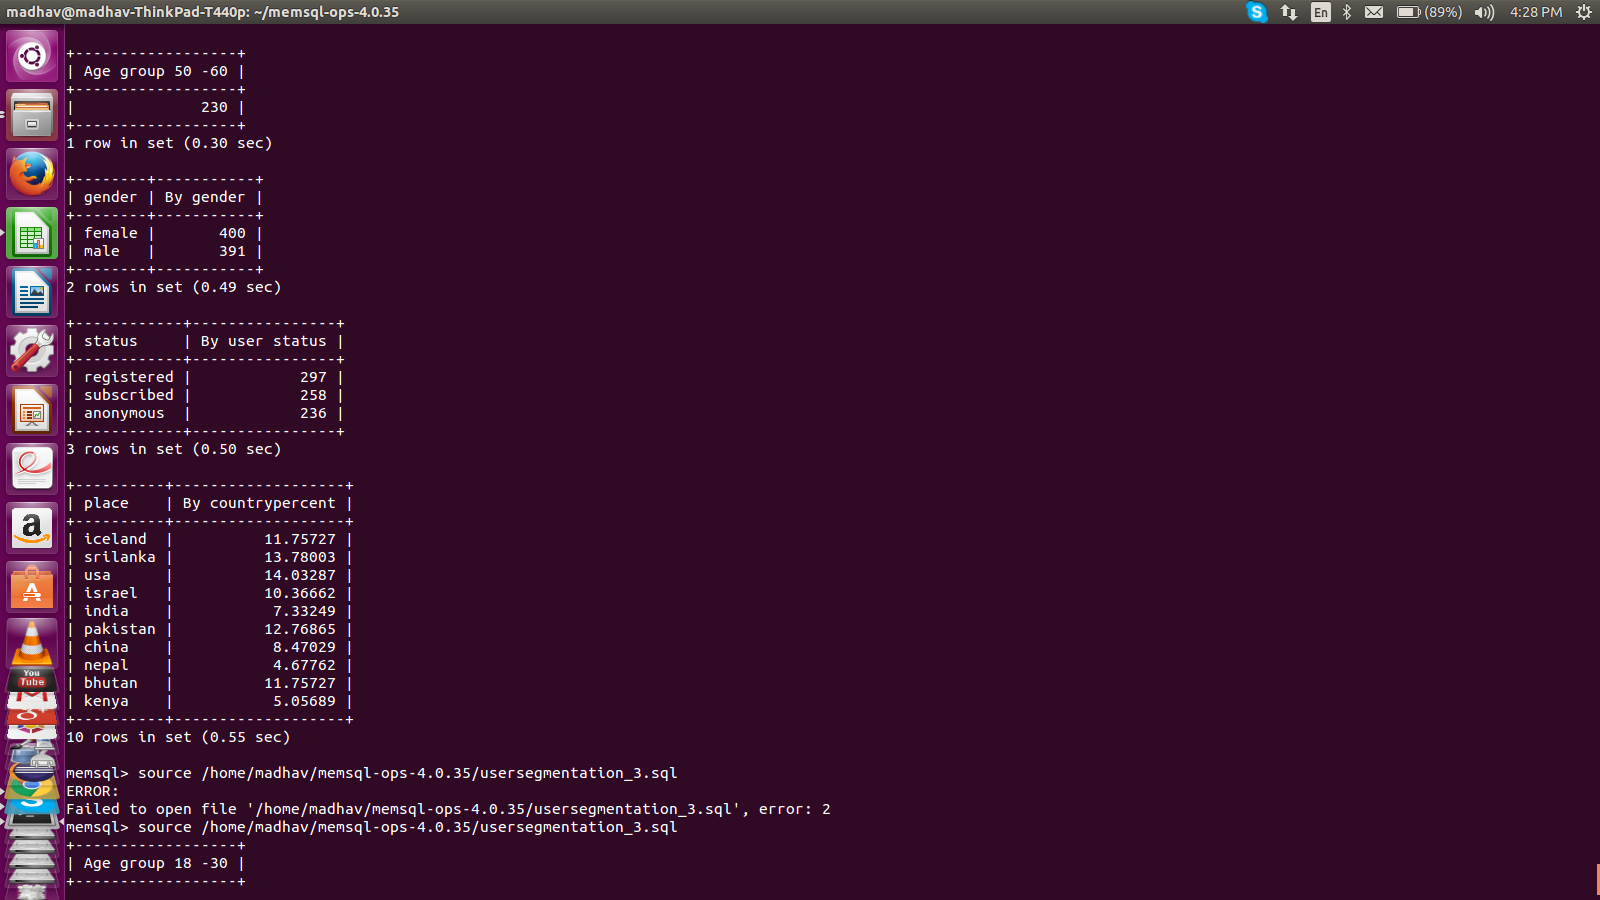 madhav@madhav-ThinkPad-T440p: ~/memsql-ops-4.0.35
En (89%) 4:28 PM
+------------------+
| Age group 50 -60 |
+------------------+
|              230 |
+------------------+
1 row in set (0.30 sec)
+--------+-----------+
| gender | By gender |
+--------+-----------+
| female |       400 |
| male   |       391 |
+--------+-----------+
2 rows in set (0.49 sec)
+------------+----------------+
| status     | By user status |
+------------+----------------+
| registered |            297 |
| subscribed |            258 |
| anonymous  |            236 |
+------------+----------------+
3 rows in set (0.50 sec)
+----------+-------------------+
| place    | By countrypercent |
+----------+-------------------+
| iceland  |          11.75727 |
| srilanka |          13.78003 |
| usa      |          14.03287 |
| israel   |          10.36662 |
| india    |           7.33249 |
| pakistan |          12.76865 |
| china    |           8.47029 |
| nepal    |           4.67762 |
| bhutan   |          11.75727 |
| kenya    |           5.05689 |
+----------+-------------------+
10 rows in set (0.55 sec)
memsql> source /home/madhav/memsql-ops-4.0.35/usersegmentation_3.sql
ERROR:
Failed to open file '/home/madhav/memsql-ops-4.0.35/usersegmentation_3.sql', error: 2
memsql> source /home/madhav/memsql-ops-4.0.35/usersegmentation_3.sql
+------------------+
| Age group 18 -30 |
+------------------+
a
A
You
Tube